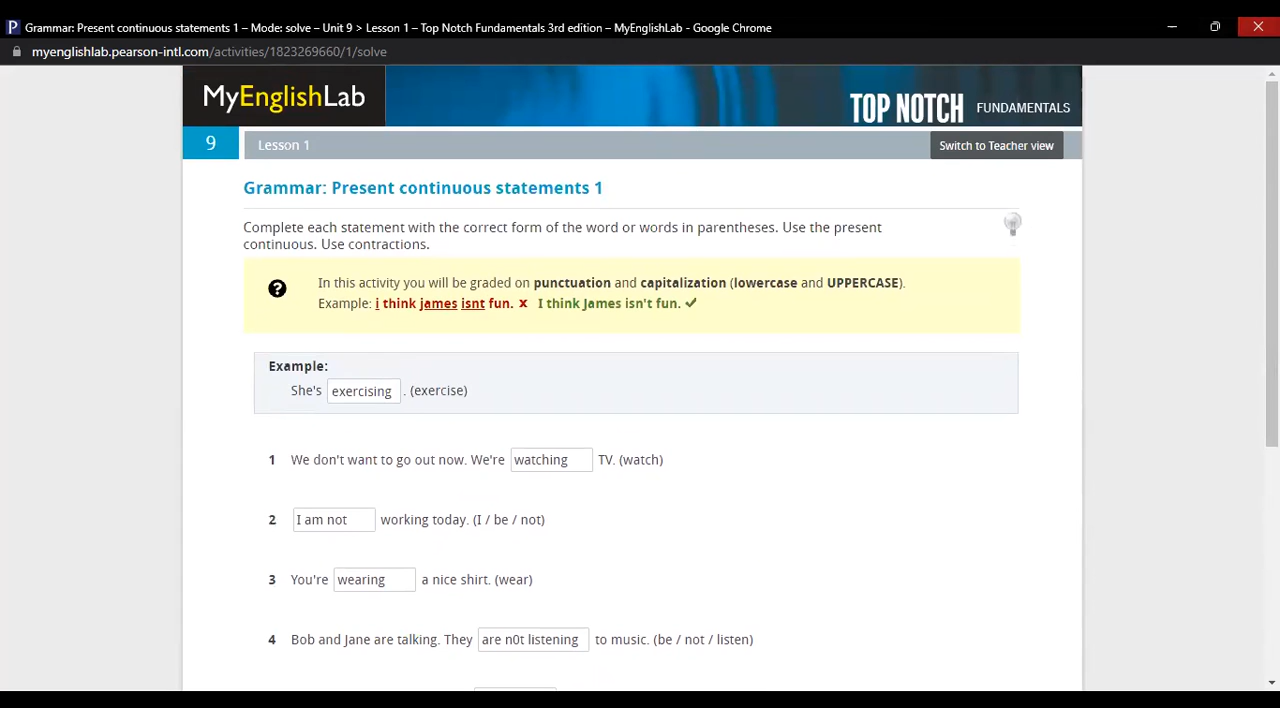 Grammar: Present continuous statements 1 – Mode: solve – Unit 9 > Lesson 1 – Top Notch Fundamentals 3rd edition – MyEnglishLab - Google Chrome
myenglishlab.pearson-intl.com/activities/1823269660/1/solve
MyEnglishLab
TOP NOTCH FUNDAMENTALS
9 Lesson 1 Switch to Teacher view
Grammar: Present continuous statements 1
Complete each statement with the correct form of the word or words in parentheses. Use the present
continuous. Use contractions.
In this activity you will be graded on punctuation and capitalization (lowercase and UPPERCASE).
Example: i think james isnt fun. ✗ I think James isn't fun. ✓
Example:
She's exercising . (exercise)
1 We don't want to go out now. We're watching TV. (watch)
2 I am not working today. (I / be / not)
3 You're wearing a nice shirt. (wear)
4 Bob and Jane are talking. They are n0t listening to music. (be / not / listen)